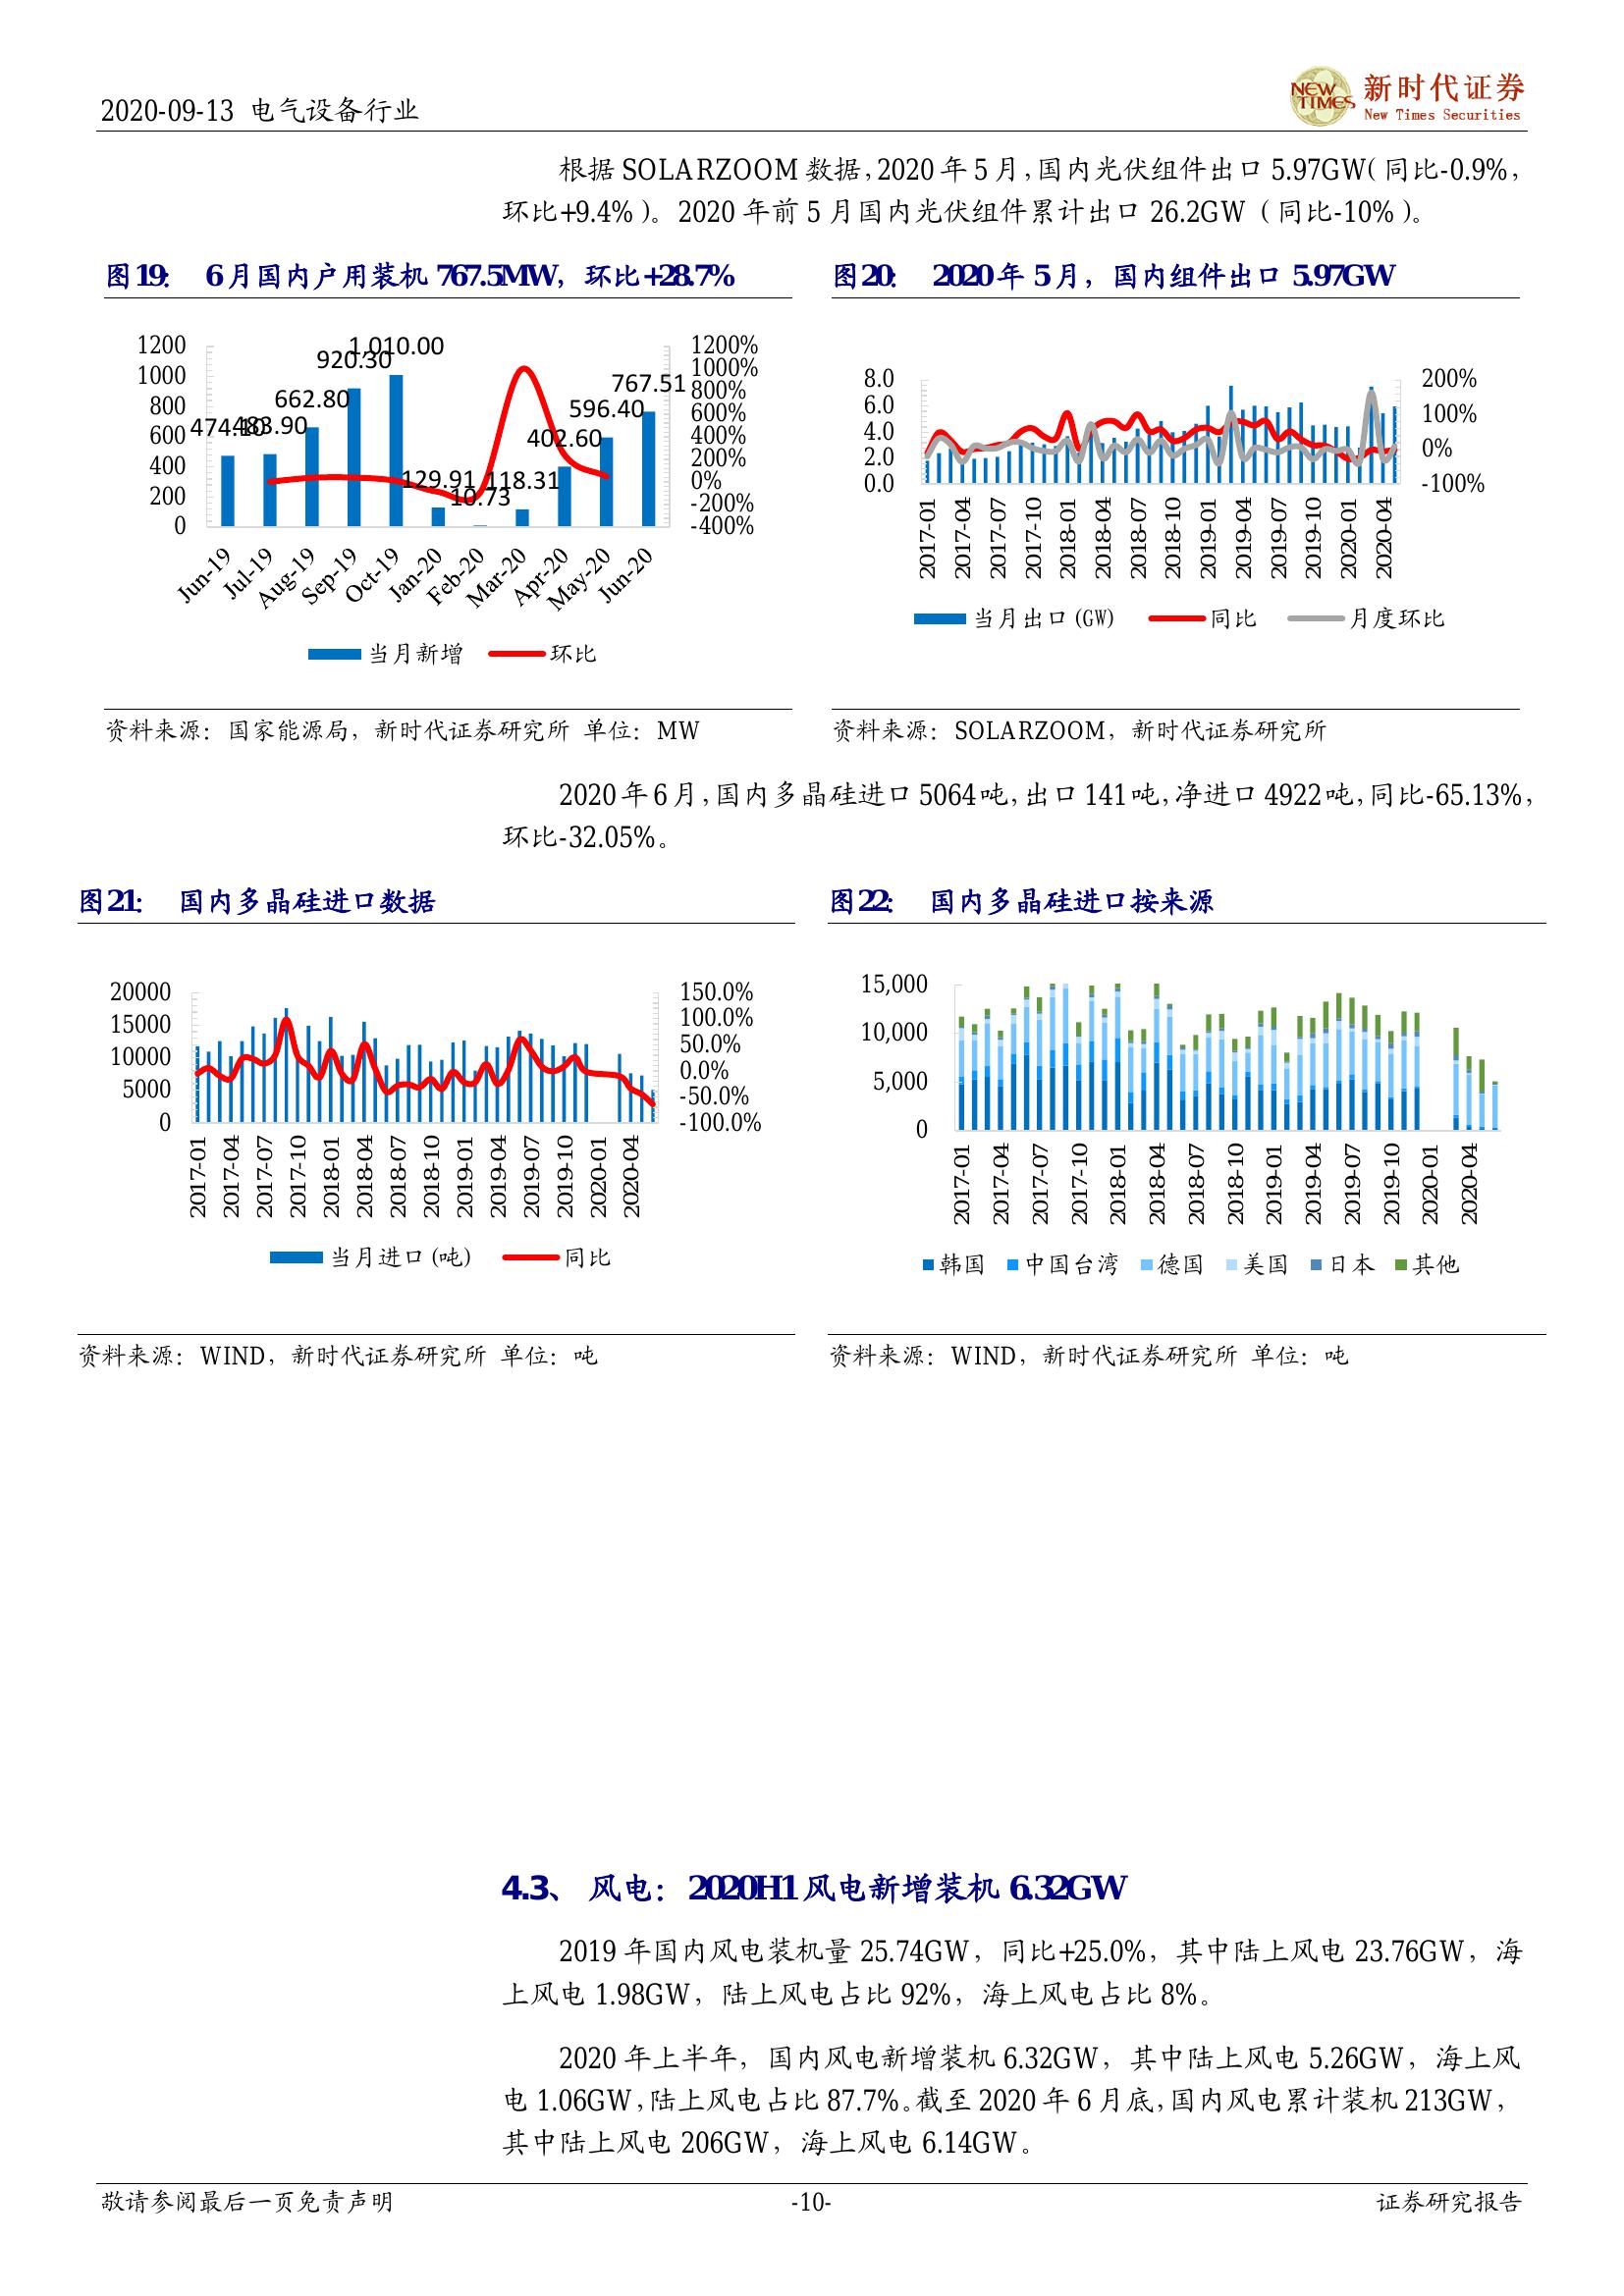 2020-09-13 电气设备行业
NEW TIMES
新时代证券
New Times Securities
根据 SOLARZOOM 数据，2020 年 5 月，国内光伏组件出口 5.97GW（同比-0.9%，
环比+9.4%）。2020 年前 5 月国内光伏组件累计出口 26.2GW（同比-10%）。
图19： 6 月国内户用装机 767.5MW，环比+28.7%
1200
1000
800
600
400
200
0
474.10
483.90
662.80
920.30
1,010.00
129.91
10.73
118.31
402.60
596.40
767.51
1200%
1000%
800%
600%
400%
200%
0%
-200%
-400%
Jun-19
Jul-19
Aug-19
Sep-19
Oct-19
Jan-20
Feb-20
Mar-20
Apr-20
May-20
Jun-20
当月新增 环比
资料来源：国家能源局，新时代证券研究所 单位：MW
图20： 2020 年 5 月，国内组件出口 5.97GW
8.0
6.0
4.0
2.0
0.0
200%
100%
0%
-100%
2017-01
2017-04
2017-07
2017-10
2018-01
2018-04
2018-07
2018-10
2019-01
2019-04
2019-07
2019-10
2020-01
2020-04
当月出口 (GW) 同比 月度环比
资料来源：SOLARZOOM，新时代证券研究所
2020 年 6 月，国内多晶硅进口 5064 吨，出口 141 吨，净进口 4922 吨，同比-65.13%，
环比-32.05%。
图21： 国内多晶硅进口数据
20000
15000
10000
5000
0
150.0%
100.0%
50.0%
0.0%
-50.0%
-100.0%
2017-01
2017-04
2017-07
2017-10
2018-01
2018-04
2018-07
2018-10
2019-01
2019-04
2019-07
2019-10
2020-01
2020-04
当月进口 (吨) 同比
资料来源：WIND，新时代证券研究所 单位：吨
图22： 国内多晶硅进口按来源
15,000
10,000
5,000
0
2017-01
2017-04
2017-07
2017-10
2018-01
2018-04
2018-07
2018-10
2019-01
2019-04
2019-07
2019-10
2020-01
2020-04
韩国 中国台湾 德国 美国 日本 其他
资料来源：WIND，新时代证券研究所 单位：吨
4.3、 风电：2020H1 风电新增装机 6.32GW
2019 年国内风电装机量 25.74GW，同比+25.0%，其中陆上风电 23.76GW，海
上风电 1.98GW，陆上风电占比 92%，海上风电占比 8%。
2020 年上半年，国内风电新增装机 6.32GW，其中陆上风电 5.26GW，海上风
电 1.06GW，陆上风电占比 87.7%。截至 2020 年 6 月底，国内风电累计装机 213GW，
其中陆上风电 206GW，海上风电 6.14GW。
敬请参阅最后一页免责声明
-10-
证券研究报告